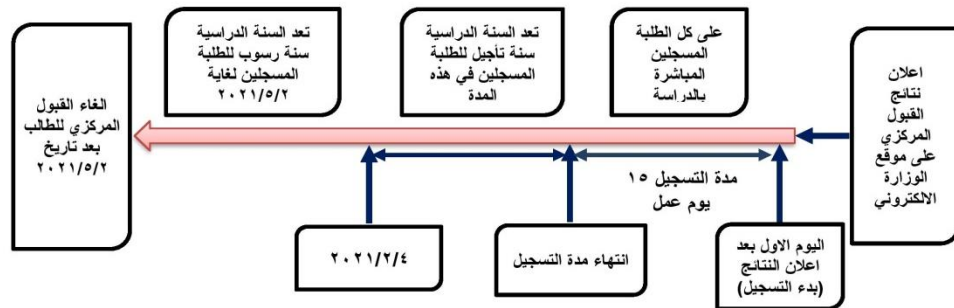 اعلان
نتائج
القبول
المركزي
على موقع
الوزارة
الالكتروني
على كل الطلبة
المسجلين
المباشرة
بالدراسة
تعد السنة الدراسية
سنة تأجيل للطلبة
المسجلين في هذه
المدة
تعد السنة الدراسية
سنة رسوب للطلبة
المسجلين لغاية
٢٠٢١/٥/٢
الغاء القبول
المركزي للطالب
بعد تاريخ
٢٠٢١/٥/٢
مدة التسجيل ١٥
يوم عمل
اليوم الاول بعد
اعلان النتائج
(بدء التسجيل)
انتهاء مدة التسجيل
٢٠٢١/٢/٤